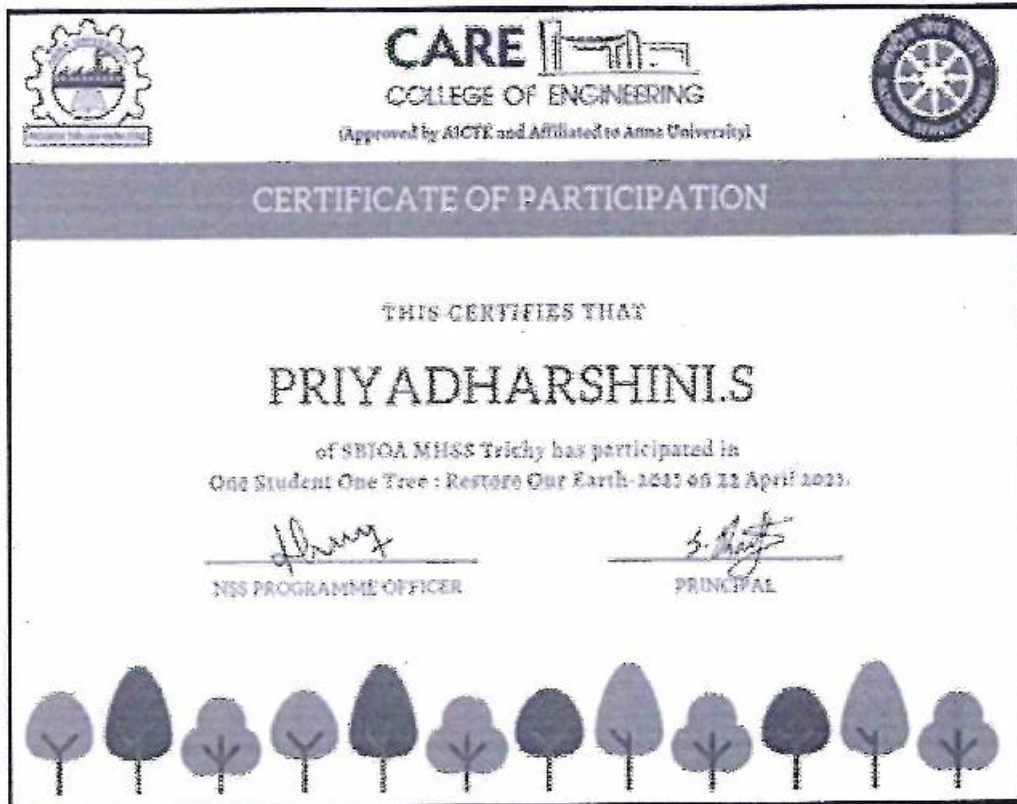 CARE
COLLEGE OF ENGINEERING
(Approved by AICTE and Affiliated to Anna University)
CERTIFICATE OF PARTICIPATION
THIS CERTIFIES THAT
PRIYADHARSHINI.S
of SBIOA MHSS Trichy has participated in
One Student One Tree : Restore Our Earth-2023 on 22 April 2023.
NSS PROGRAMME OFFICER
PRINCIPAL